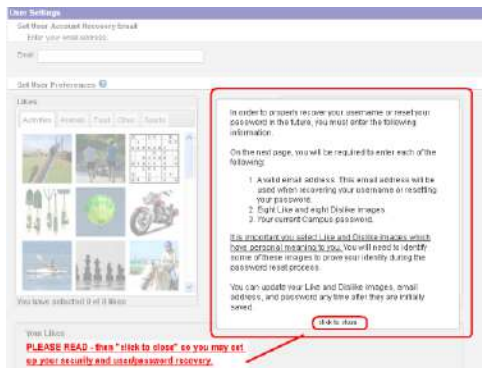 User Settings
Set Your Account Recovery Email
Enter your email address.
Email
Set User Preferences
Likes
Activities Animals Food Other Sports
You have selected 0 of 8 likes
Your Likes
PLEASE READ - then "click to close" so you may set
up your security and user/password recovery.
In order to properly recover your username or reset your
password in the future, you must enter the following
information.
On the next page, you will be required to enter each of the
following:
1. A valid email address. This email address will be
used when recovering your username or resetting
your password.
2. Eight Like and eight Dislike images
3. Your current Campus password.
It is important you select Like and Dislike images which
have personal meaning to you. You will need to identify
some of these images to prove your identity during the
password reset process.
You can update your Like and Dislike images, email
address, and password any time after they are initially
saved.
click to close